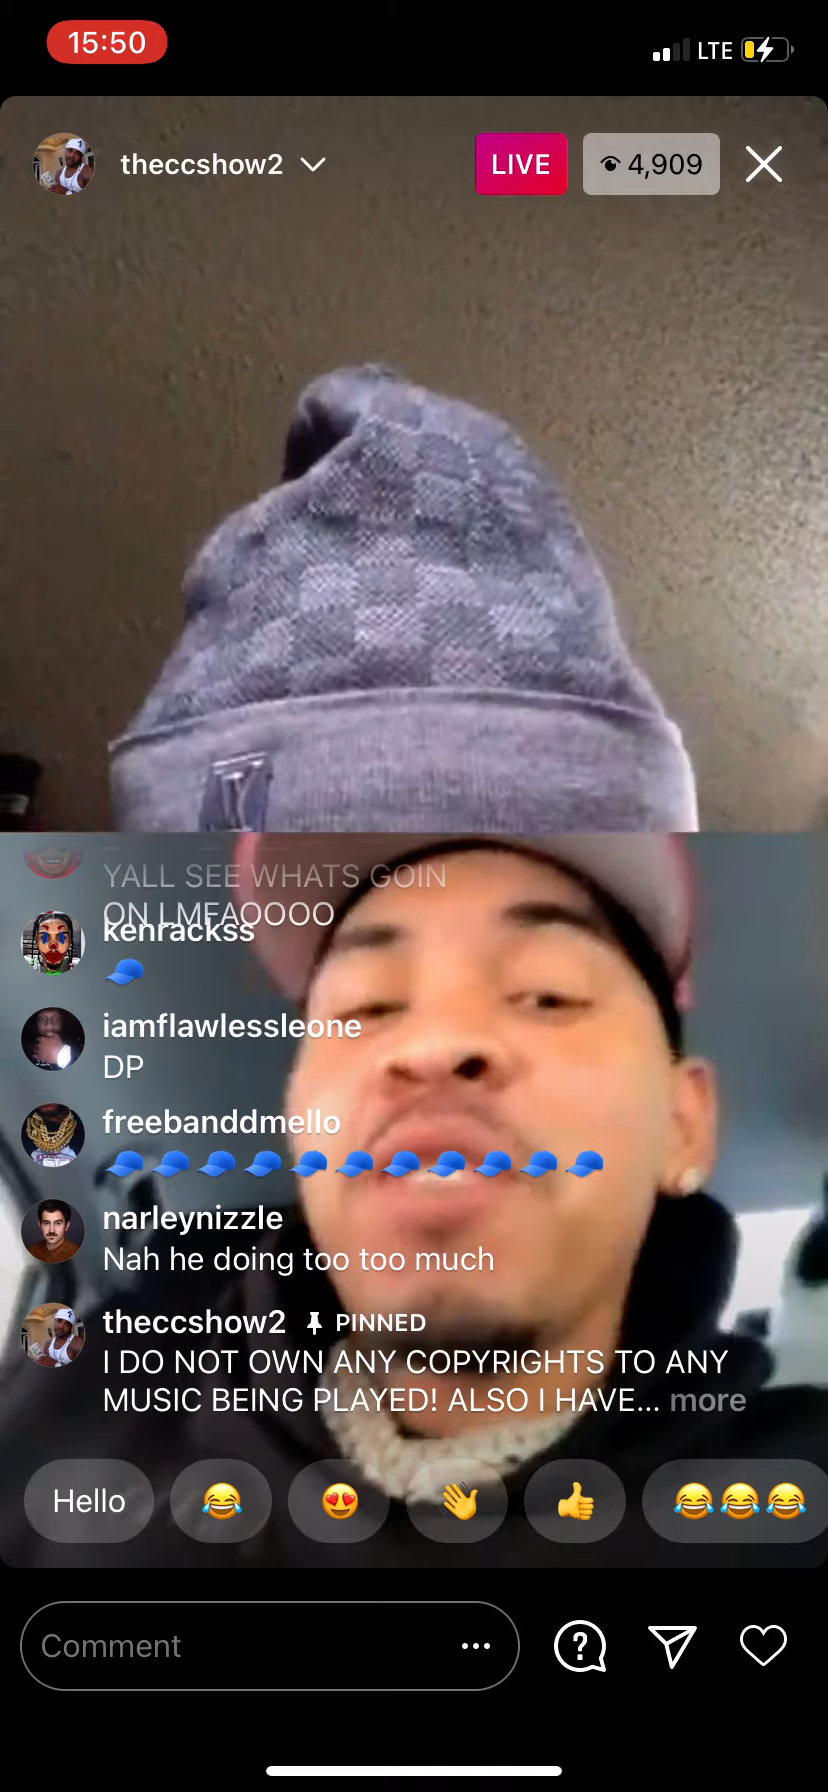 15:50
LTE
theccshow2
LIVE
4,909
YALL SEE WHATS GOIN
ON LMFAOOOO
kenrackss
🧢
iamflawlessleone
DP
freebanddmello
🧢🧢🧢🧢🧢🧢🧢🧢🧢🧢🧢
narleynizzle
Nah he doing too too much
theccshow2 📌 PINNED
I DO NOT OWN ANY COPYRIGHTS TO ANY
MUSIC BEING PLAYED! ALSO I HAVE... more
Hello 😂 😍 👋 👍 😂😂😂
Comment ...